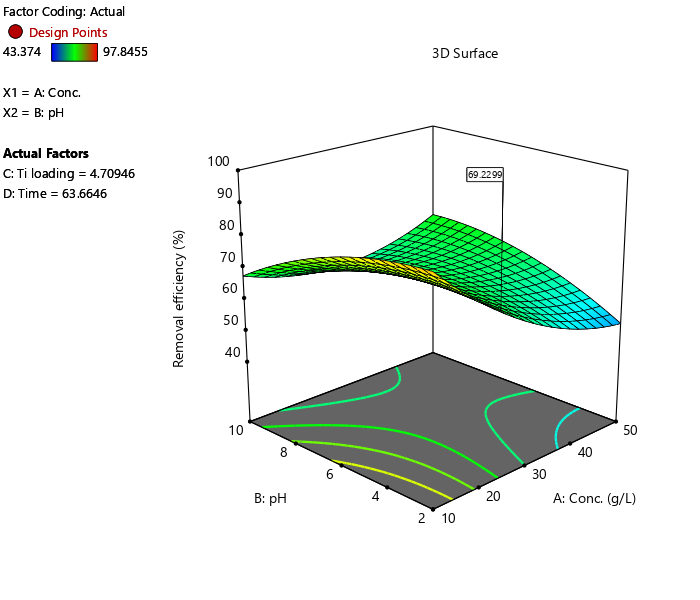 Factor Coding: Actual
Design Points
43.374 97.8455
X1 = A: Conc.
X2 = B: pH
Actual Factors
C: Ti loading = 4.70946
D: Time = 63.6646
3D Surface
69.2299
Removal efficiency (%)
100
90
80
70
60
50
40
10
8
6
4
2
B: pH
10
20
30
40
50
A: Conc. (g/L)